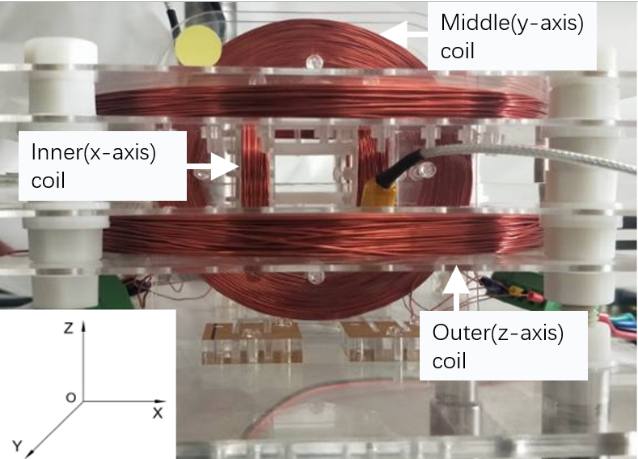 Middle(y-axis)
coil
Inner(x-axis)
coil
Outer(z-axis)
coil
Z
O
X
Y